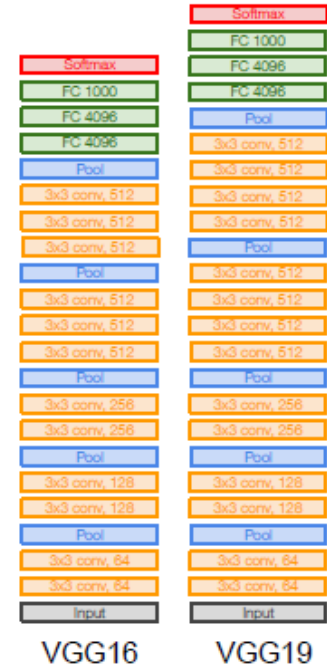 Softmax
FC 1000
FC 4096
FC 4096
Pool
3x3 conv, 512
3x3 conv, 512
3x3 conv, 512
Pool
3x3 conv, 512
3x3 conv, 512
3x3 conv, 512
Pool
3x3 conv, 256
3x3 conv, 256
Pool
3x3 conv, 128
3x3 conv, 128
Pool
3x3 conv, 64
3x3 conv, 64
Input
VGG16
Softmax
FC 1000
FC 4096
FC 4096
Pool
3x3 conv, 512
3x3 conv, 512
3x3 conv, 512
3x3 conv, 512
Pool
3x3 conv, 512
3x3 conv, 512
3x3 conv, 512
3x3 conv, 512
Pool
3x3 conv, 256
3x3 conv, 256
Pool
3x3 conv, 128
3x3 conv, 128
Pool
3x3 conv, 64
3x3 conv, 64
Input
VGG19